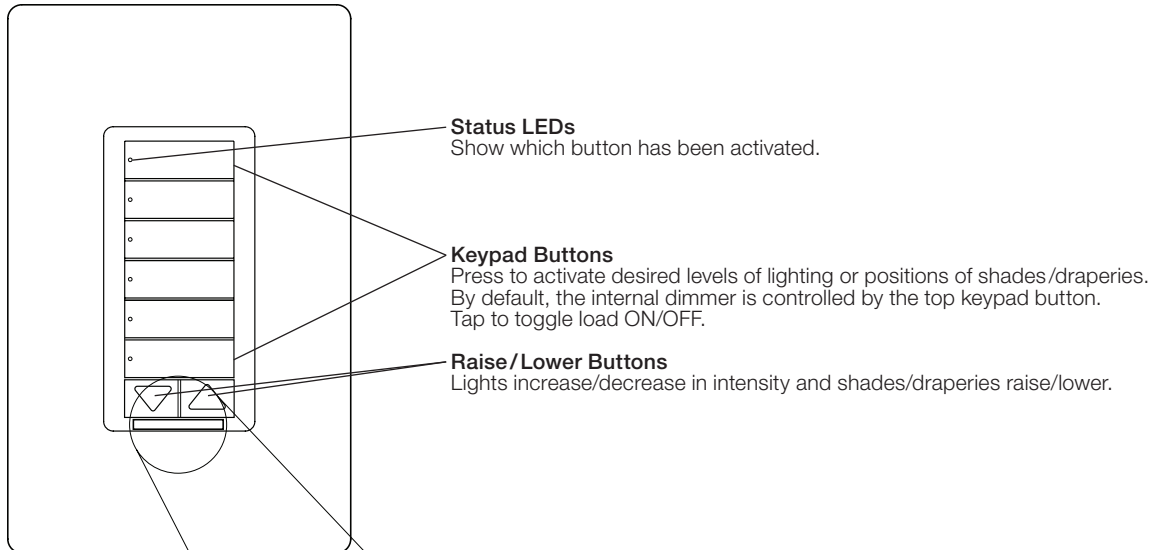 Status LEDs
Show which button has been activated.
Keypad Buttons
Press to activate desired levels of lighting or positions of shades/draperies.
By default, the internal dimmer is controlled by the top keypad button.
Tap to toggle load ON/OFF.
Raise/Lower Buttons
Lights increase/decrease in intensity and shades/draperies raise/lower.